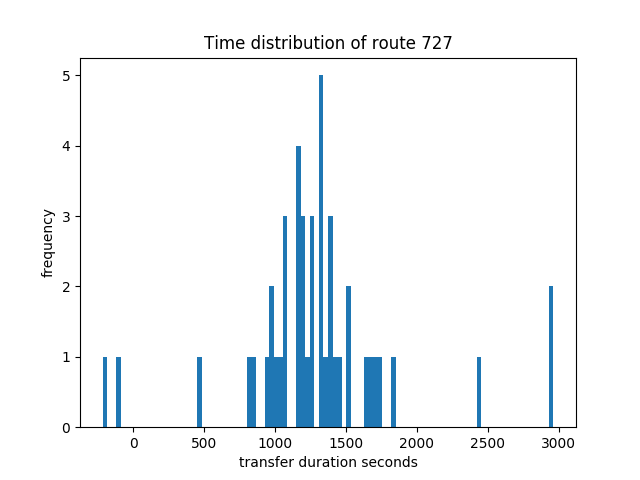 Time distribution of route 727
frequency
5
4
3
2
1
0
0 500 1000 1500 2000 2500 3000
transfer duration seconds